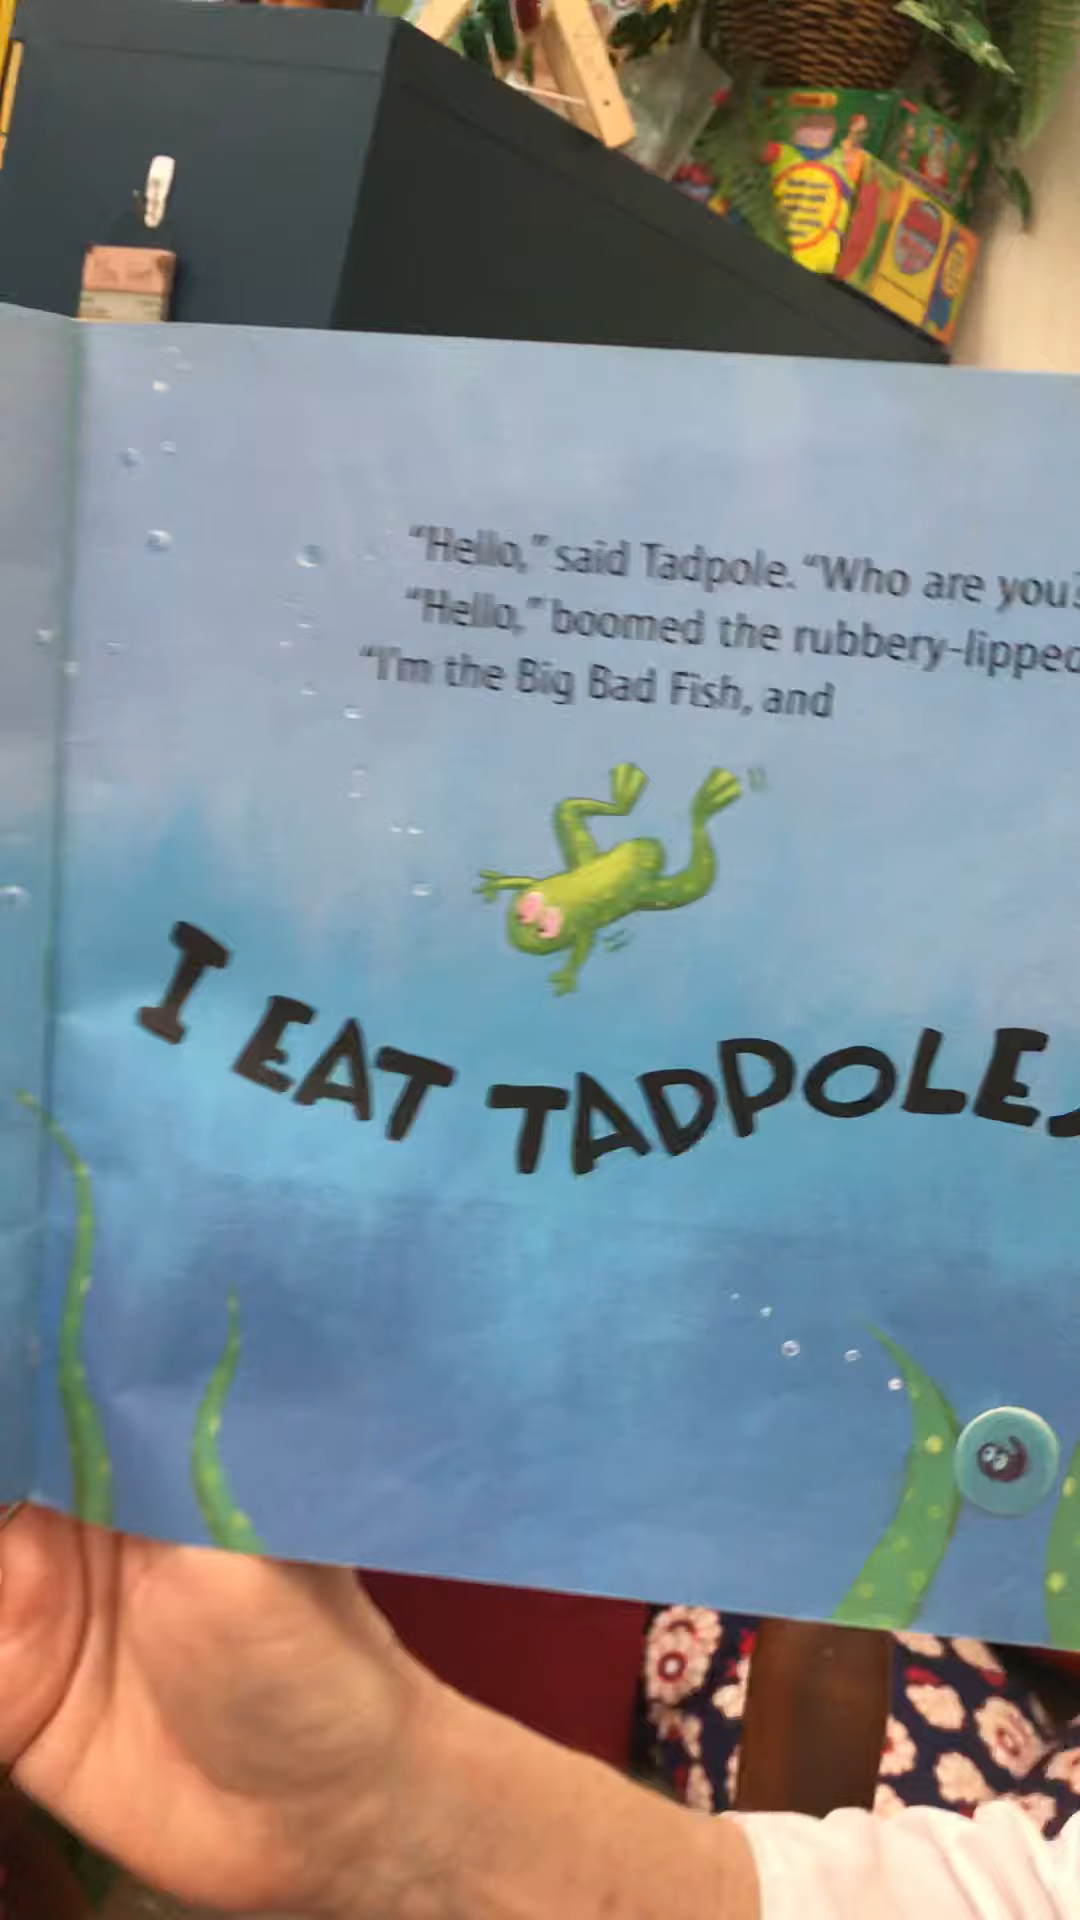 “Hello,” said Tadpole. “Who are you?
“Hello,” boomed the rubbery-lipped
“I’m the Big Bad Fish, and
I EAT TADPOLE